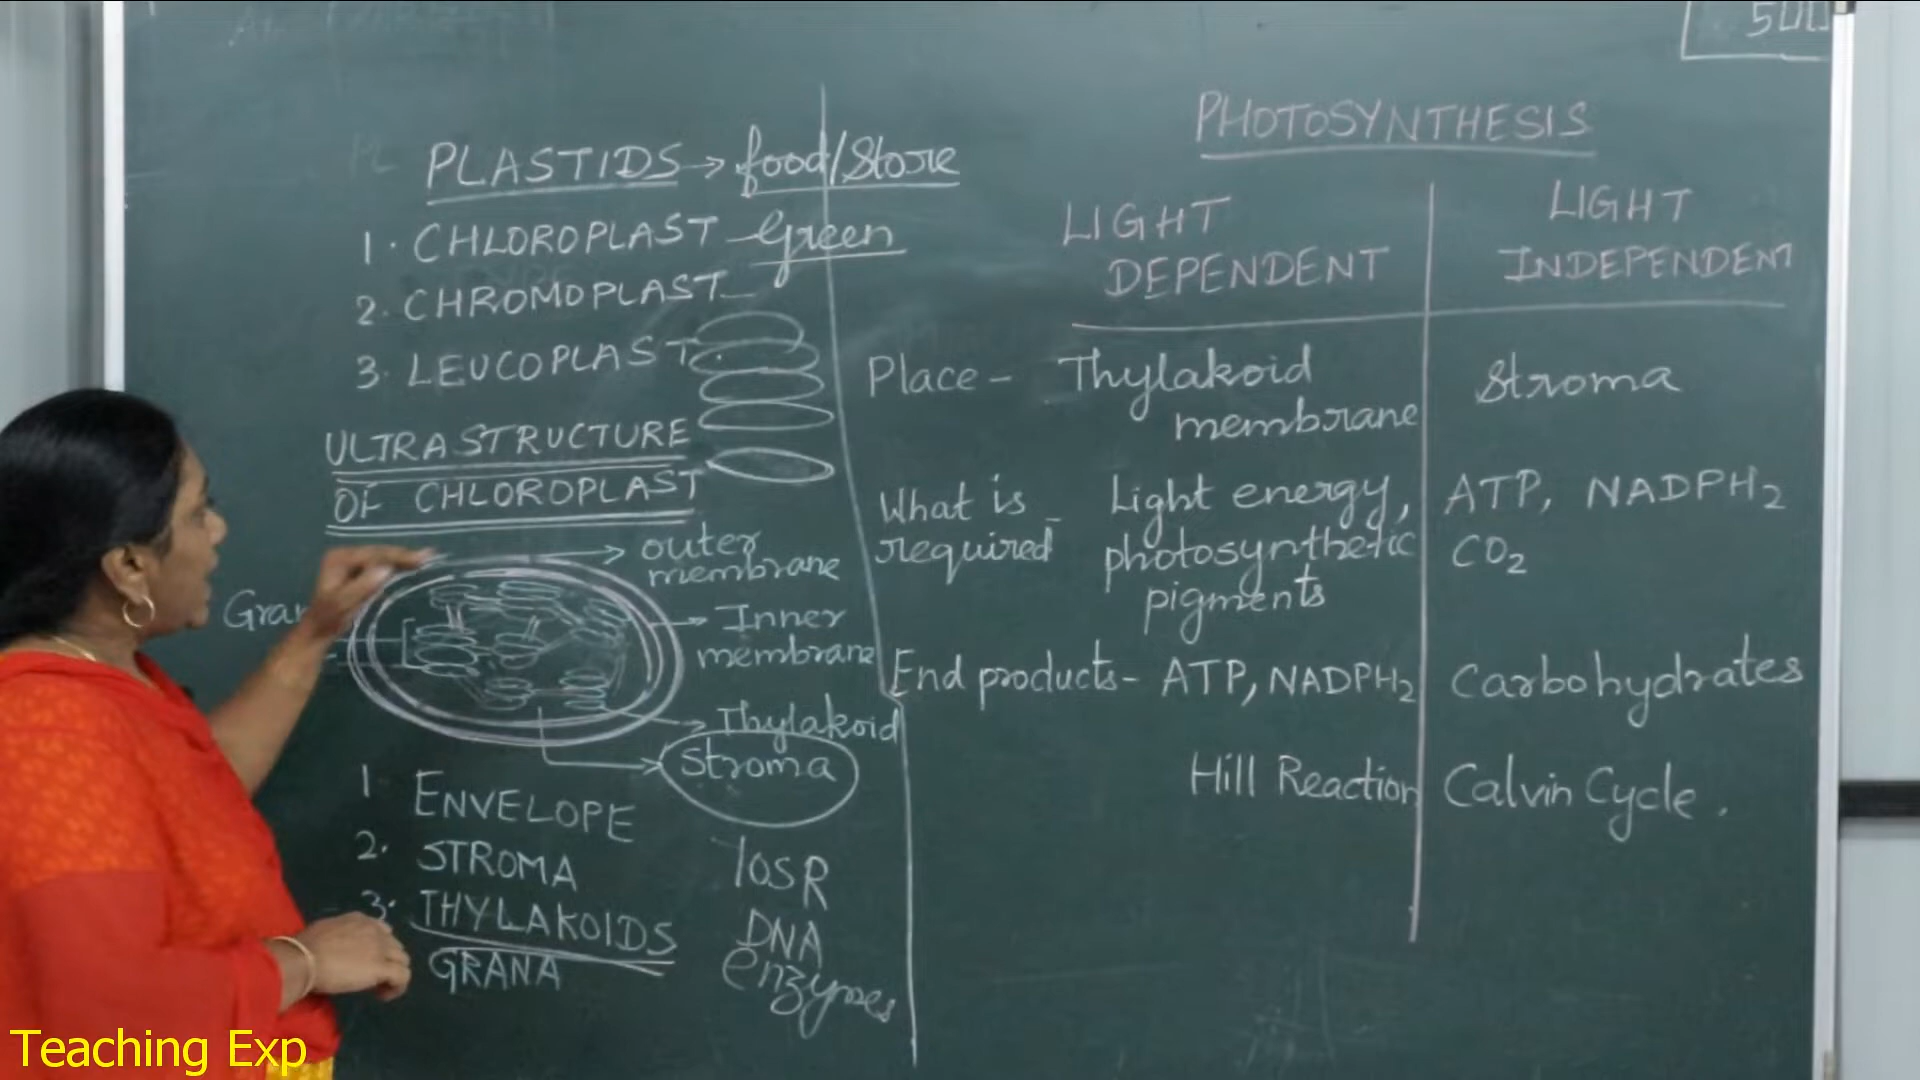 500
PLASTIDS → food/Store
1. CHLOROPLAST - Green
2. CHROMOPLAST -
3. LEUCOPLAST.
ULTRASTRUCTURE
OF CHLOROPLAST
outer
membrane
Inner
membrane
Thylakoid
Stroma
1. ENVELOPE
2. STROMA
3. THYLAKOIDS
GRANA
70SR
DNA
enzymes
PHOTOSYNTHESIS
LIGHT
DEPENDENT
LIGHT
INDEPENDENT
Place - Thylakoid
membrane
Stroma
What is
required - Light energy,
photosynthetic
pigments
ATP, NADPH2
CO2
End products - ATP, NADPH2
Carbohydrates
Hill Reaction
Calvin Cycle.
Teaching Exp